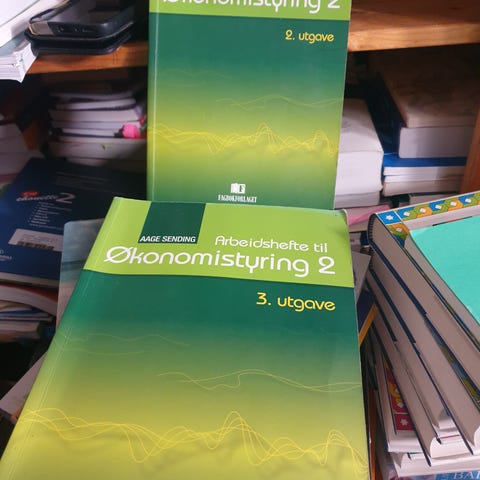 Økonomistyring 2
2. utgave
FAGBOKFORLAGET
AAGE SENDING
Arbeidshefte til
Økonomistyring 2
3. utgave